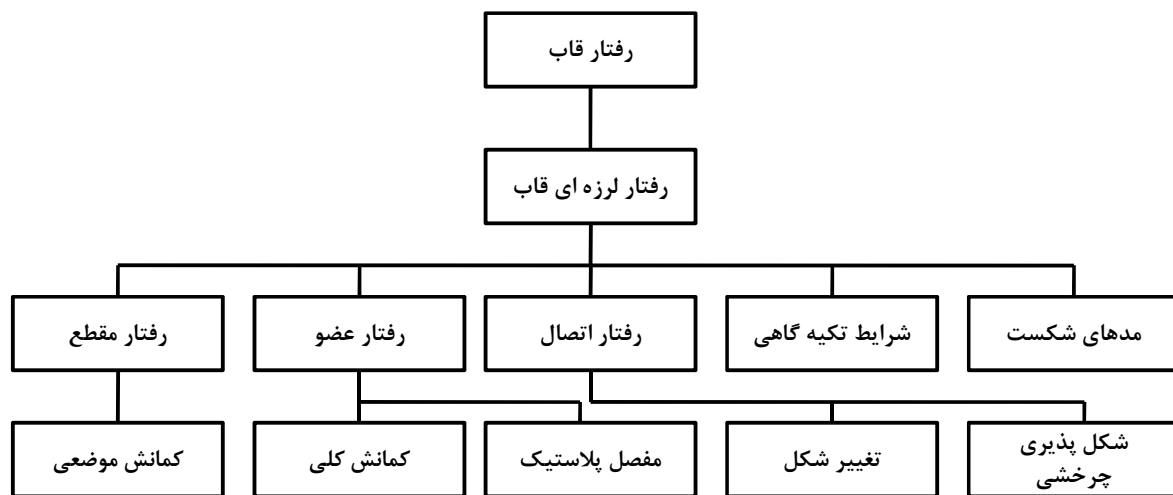 رفتار قاب
رفتار لرزه ای قاب
مدهای شکست
شرایط تکیه گاهی
رفتار اتصال
رفتار عضو
رفتار مقطع
شکل پذیری
چرخشی
تغییر شکل
مفصل پلاستیک
کمانش کلی
کمانش موضعی